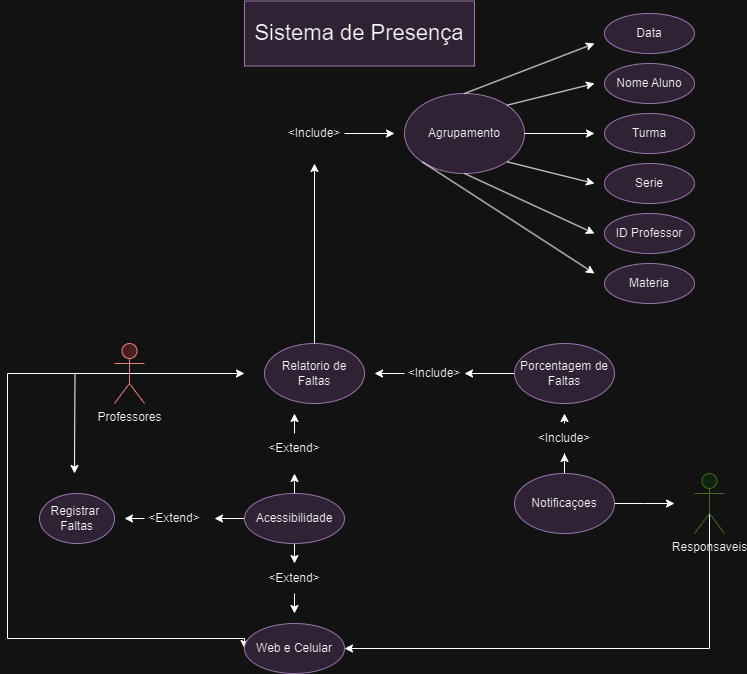 Sistema de Presença
Data
Nome Aluno
<Include>
Agrupamento
Turma
Serie
ID Professor
Materia
Relatorio de
Faltas
<Include>
Porcentagem de
Faltas
Professores
<Extend>
<Include>
Registrar
Faltas
<Extend>
Acessibilidade
Notificaçoes
Responsaveis
<Extend>
Web e Celular